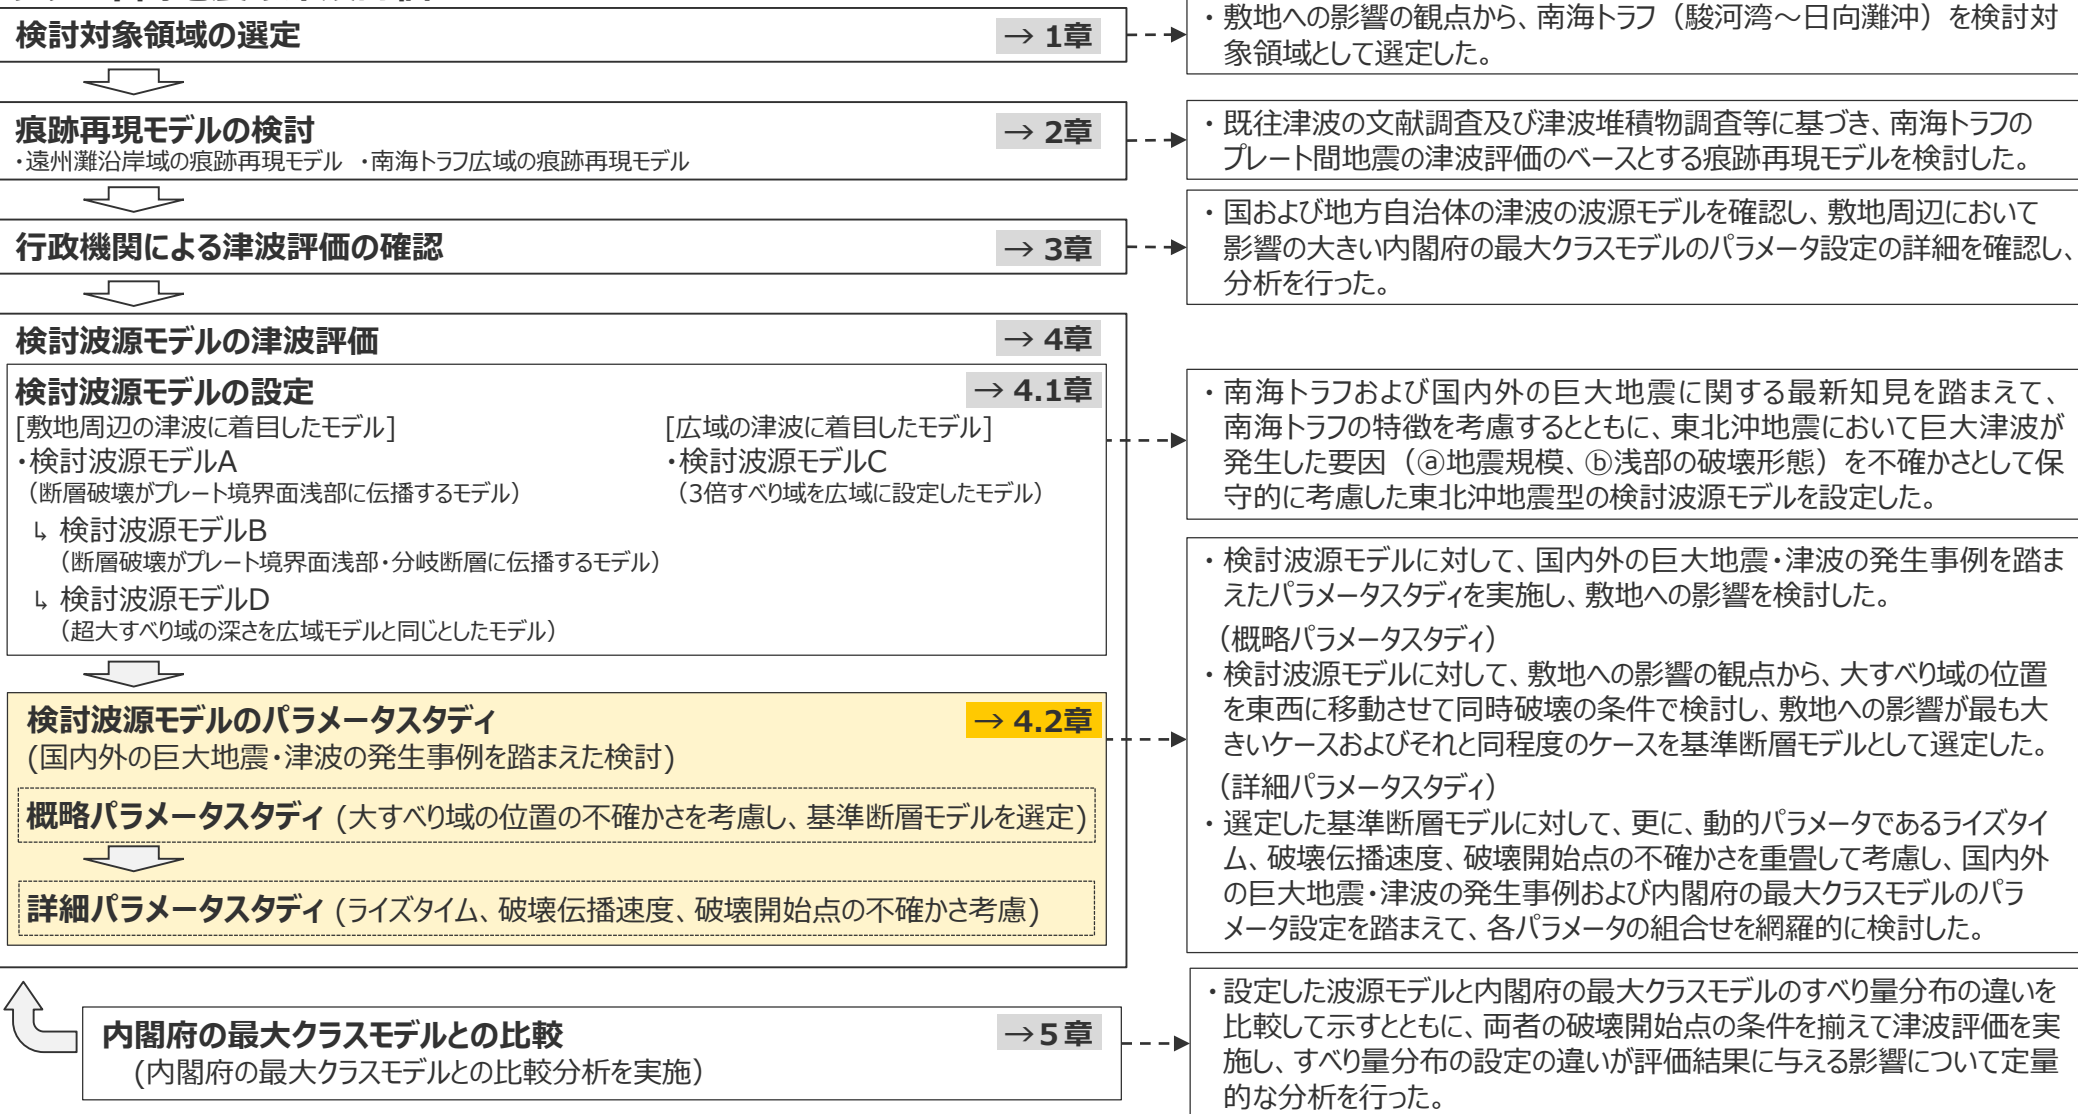 検討対象領域の選定 → 1章
・敷地への影響の観点から、南海トラフ（駿河湾～日向灘沖）を検討対
象領域として選定した。
痕跡再現モデルの検討 → 2章
・遠州灘沿岸域の痕跡再現モデル ・南海トラフ広域の痕跡再現モデル
・既往津波の文献調査及び津波堆積物調査等に基づき、南海トラフの
プレート間地震の津波評価のベースとする痕跡再現モデルを検討した。
行政機関による津波評価の確認 → 3章
・国および地方自治体の津波の波源モデルを確認し、敷地周辺において
影響の大きい内閣府の最大クラスモデルのパラメータ設定の詳細を確認し、
分析を行った。
検討波源モデルの津波評価 → 4章
検討波源モデルの設定 → 4.1章
[敷地周辺の津波に着目したモデル] [広域の津波に着目したモデル]
・検討波源モデルA ・検討波源モデルC
（断層破壊がプレート境界面浅部に伝播するモデル） （3倍すべり域を広域に設定したモデル）
↳ 検討波源モデルB
（断層破壊がプレート境界面浅部・分岐断層に伝播するモデル）
↳ 検討波源モデルD
（超大すべり域の深さを広域モデルと同じとしたモデル）
・南海トラフおよび国内外の巨大地震に関する最新知見を踏まえて、
南海トラフの特徴を考慮するとともに、東北沖地震において巨大津波が
発生した要因（ⓐ地震規模、ⓑ浅部の破壊形態）を不確かさとして保
守的に考慮した東北沖地震型の検討波源モデルを設定した。
検討波源モデルのパラメータスタディ → 4.2章
(国内外の巨大地震・津波の発生事例を踏まえた検討)
概略パラメータスタディ (大すべり域の位置の不確かさを考慮し、基準断層モデルを選定)
詳細パラメータスタディ (ライズタイム、破壊伝播速度、破壊開始点の不確かさ考慮)
・検討波源モデルに対して、国内外の巨大地震・津波の発生事例を踏ま
えたパラメータスタディを実施し、敷地への影響を検討した。
（概略パラメータスタディ）
・検討波源モデルに対して、敷地への影響の観点から、大すべり域の位置
を東西に移動させて同時破壊の条件で検討し、敷地への影響が最も大
きいケースおよびそれと同程度のケースを基準断層モデルとして選定した。
（詳細パラメータスタディ）
・選定した基準断層モデルに対して、更に、動的パラメータであるライズタイ
ム、破壊伝播速度、破壊開始点の不確かさを重畳して考慮し、国内外
の巨大地震・津波の発生事例および内閣府の最大クラスモデルのパラ
メータ設定を踏まえて、各パラメータの組合せを網羅的に検討した。
内閣府の最大クラスモデルとの比較 →5章
(内閣府の最大クラスモデルとの比較分析を実施)
・設定した波源モデルと内閣府の最大クラスモデルのすべり量分布の違いを
比較して示すとともに、両者の破壊開始点の条件を揃えて津波評価を実
施し、すべり量分布の設定の違いが評価結果に与える影響について定量
的な分析を行った。